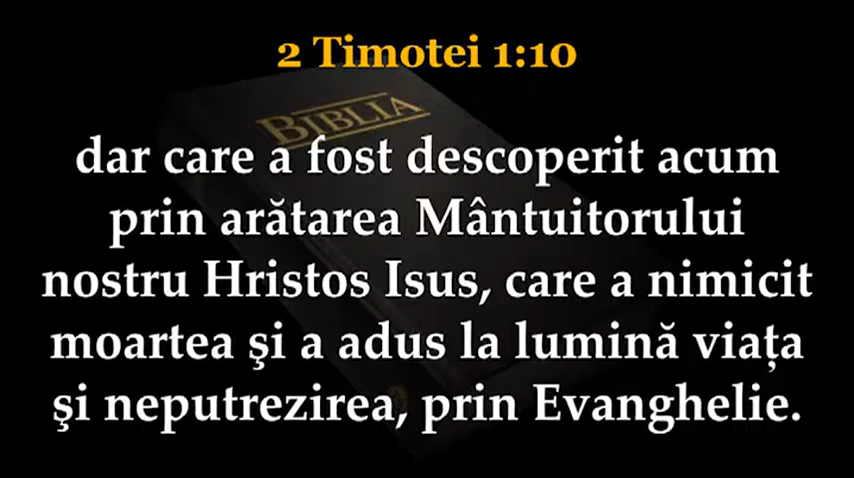 2 Timotei 1:10
BIBLIA
dar care a fost descoperit acum
prin arătarea Mântuitorului
nostru Hristos Isus, care a nimicit
moartea şi a adus la lumină viaţa
şi neputrezirea, prin Evanghelie.